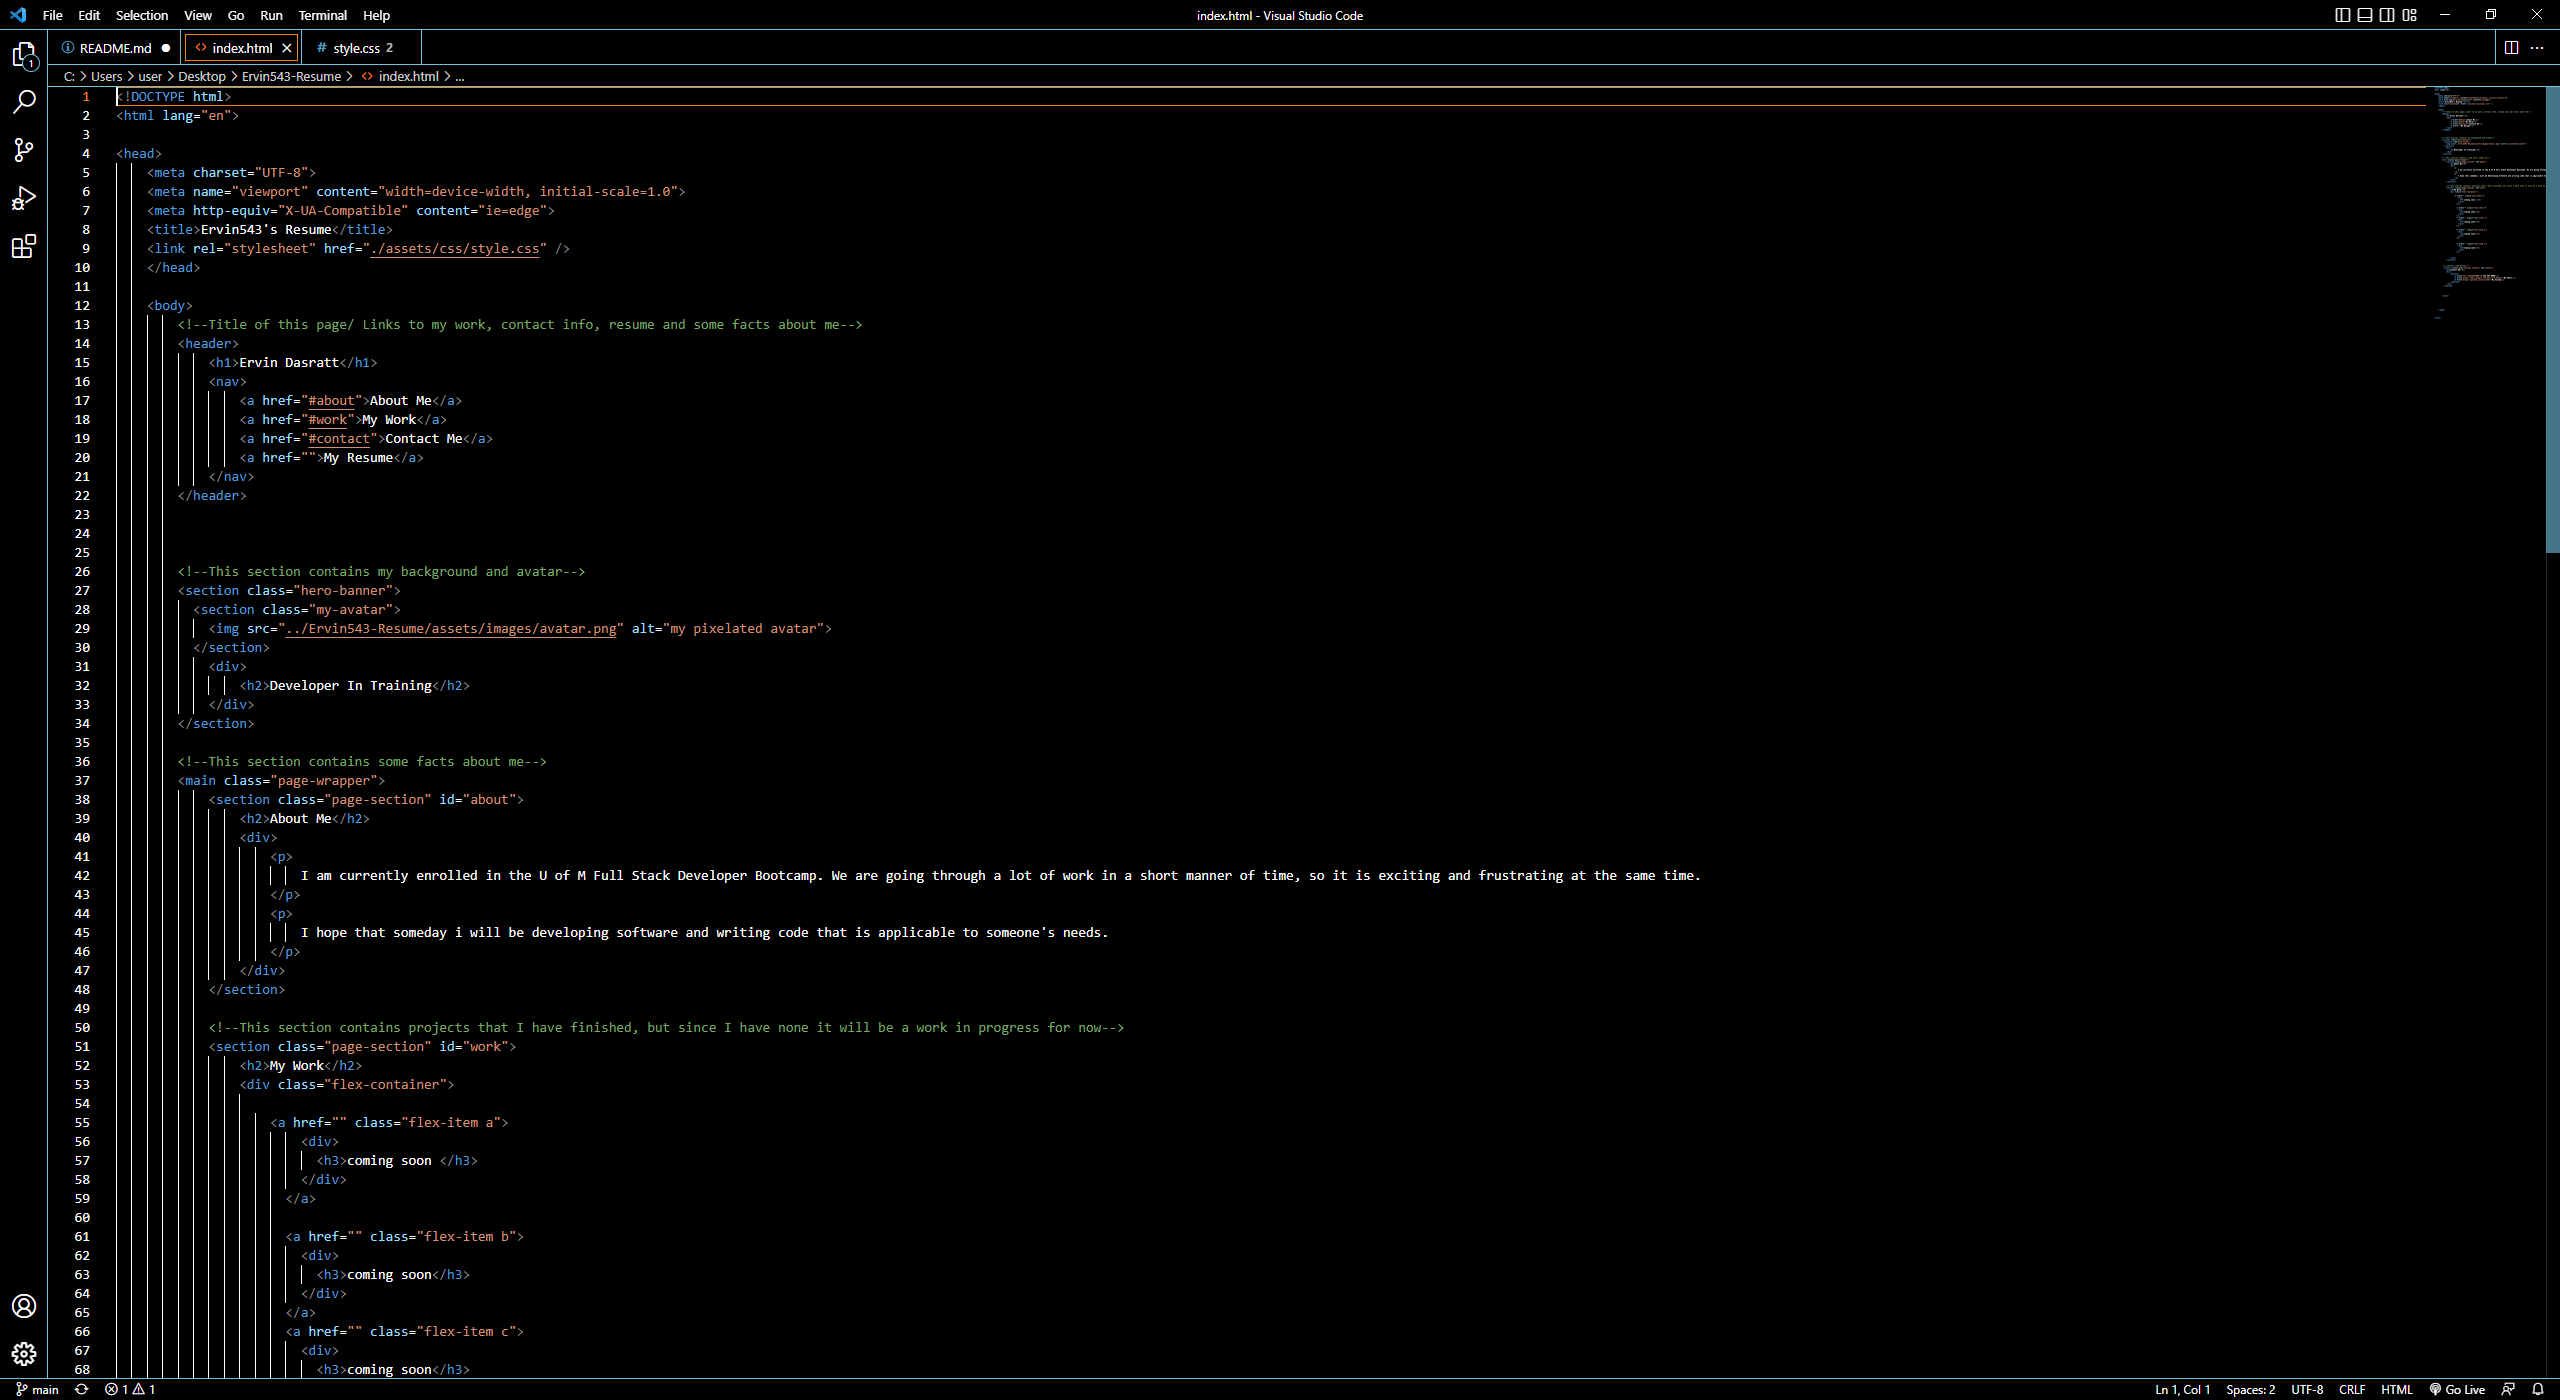 File Edit Selection View Go Run Terminal Help
index.html - Visual Studio Code
README.md
index.html
# style.css 2
C: > Users > user > Desktop > Ervin543-Resume > <> index.html > ...
1 <!DOCTYPE html>
2 <html lang="en">
3
4 <head>
5 <meta charset="UTF-8">
6 <meta name="viewport" content="width=device-width, initial-scale=1.0">
7 <meta http-equiv="X-UA-Compatible" content="ie=edge">
8 <title>Ervin543's Resume</title>
9 <link rel="stylesheet" href="./assets/css/style.css" />
10 </head>
11
12 <body>
13 <!--Title of this page/ Links to my work, contact info, resume and some facts about me-->
14 <header>
15 <h1>Ervin Dasratt</h1>
16 <nav>
17 <a href="#about">About Me</a>
18 <a href="#work">My Work</a>
19 <a href="#contact">Contact Me</a>
20 <a href="">My Resume</a>
21 </nav>
22 </header>
23
24
25
26 <!--This section contains my background and avatar-->
27 <section class="hero-banner">
28 <section class="my-avatar">
29 <img src="../Ervin543-Resume/assets/images/avatar.png" alt="my pixelated avatar">
30 </section>
31 <div>
32 <h2>Developer In Training</h2>
33 </div>
34 </section>
35
36 <!--This section contains some facts about me-->
37 <main class="page-wrapper">
38 <section class="page-section" id="about">
39 <h2>About Me</h2>
40 <div>
41 <p>
42 I am currently enrolled in the U of M Full Stack Developer Bootcamp. We are going through a lot of work in a short manner of time, so it is exciting and frustrating at the same time.
43 </p>
44 <p>
45 I hope that someday i will be developing software and writing code that is applicable to someone's needs.
46 </p>
47 </div>
48 </section>
49
50 <!--This section contains projects that I have finished, but since I have none it will be a work in progress for now-->
51 <section class="page-section" id="work">
52 <h2>My Work</h2>
53 <div class="flex-container">
54
55 <a href="" class="flex-item a">
56 <div>
57 <h3>coming soon </h3>
58 </div>
59 </a>
60
61 <a href="" class="flex-item b">
62 <div>
63 <h3>coming soon</h3>
64 </div>
65 </a>
66 <a href="" class="flex-item c">
67 <div>
68 <h3>coming soon</h3>
main 1 1
Ln 1, Col 1 Spaces: 2 UTF-8 CRLF HTML Go Live